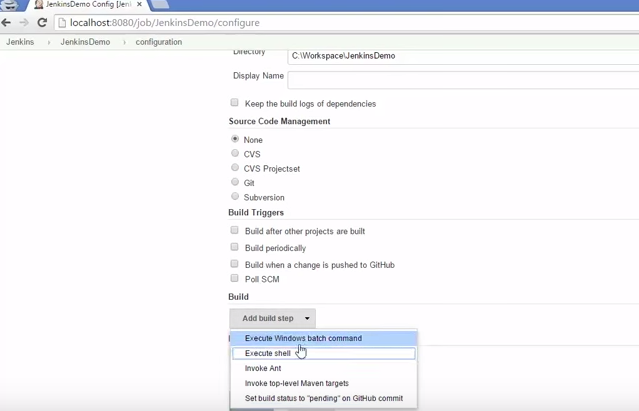 JenkinsDemo Config [Jenk
localhost:8080/job/JenkinsDemo/configure
Jenkins › JenkinsDemo › configuration
Directory C:\Workspace\JenkinsDemo
Display Name
Keep the build logs of dependencies
Source Code Management
None
CVS
CVS Projectset
Git
Subversion
Build Triggers
Build after other projects are built
Build periodically
Build when a change is pushed to GitHub
Poll SCM
Build
Add build step
Execute Windows batch command
Execute shell
Invoke Ant
Invoke top-level Maven targets
Set build status to "pending" on GitHub commit